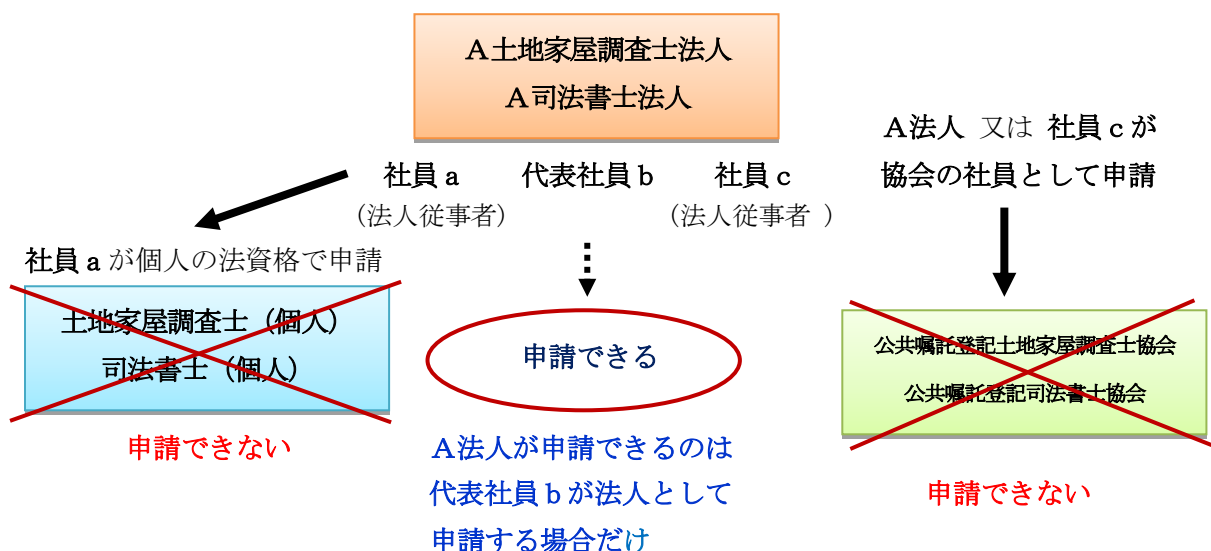 A土地家屋調査士法人
A司法書士法人
A法人 又は 社員cが
協会の社員として申請
社員a
代表社員b
社員c
(法人従事者)
(法人従事者 )
社員aが個人の法資格で申請
土地家屋調査士（個人）
司法書士（個人）
申請できない
申請できる
A法人が申請できるのは
代表社員bが法人として
申請する場合だけ
公共嘱託登記土地家屋調査士協会
公共嘱託登記司法書士協会
申請できない